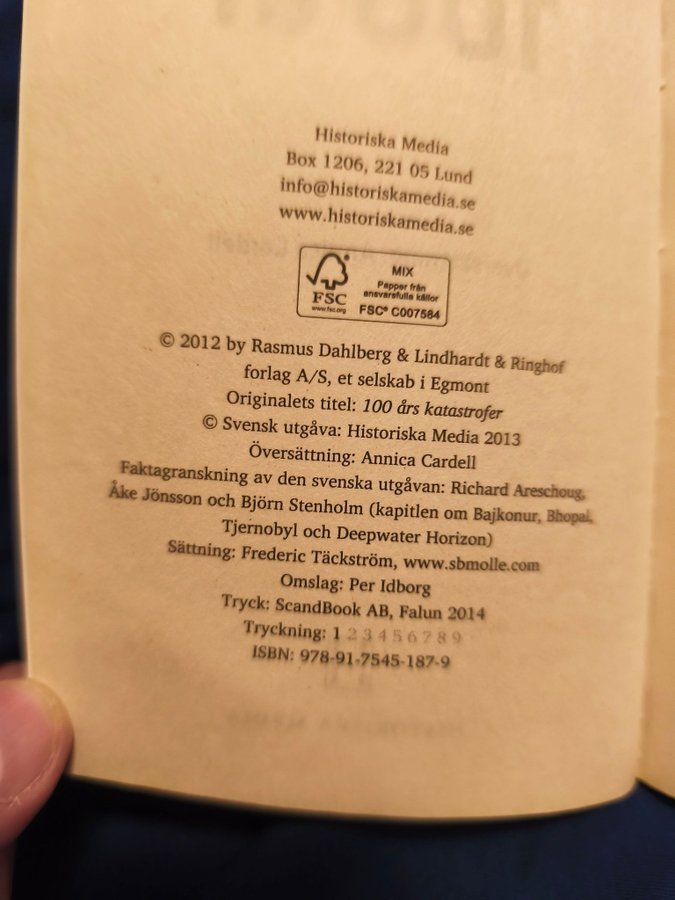 Historiska Media
Box 1206, 221 05 Lund
info@historiskamedia.se
www.historiskamedia.se
FSC
www.fsc.org
MIX
Papper från
ansvarsfulla källor
FSC® C007584
© 2012 by Rasmus Dahlberg & Lindhardt & Ringhof
forlag A/S, et selskab i Egmont
Originalets titel: 100 års katastrofer
© Svensk utgåva: Historiska Media 2013
Översättning: Annica Cardell
Faktagranskning av den svenska utgåvan: Richard Areschoug,
Åke Jönsson och Björn Stenholm (kapitlen om Bajkonur, Bhopal,
Tjernobyl och Deepwater Horizon)
Sättning: Frederic Täckström, www.sbmolle.com
Omslag: Per Idborg
Tryck: ScandBook AB, Falun 2014
Tryckning: 1 2 3 4 5 6 7 8 9
ISBN: 978-91-7545-187-9